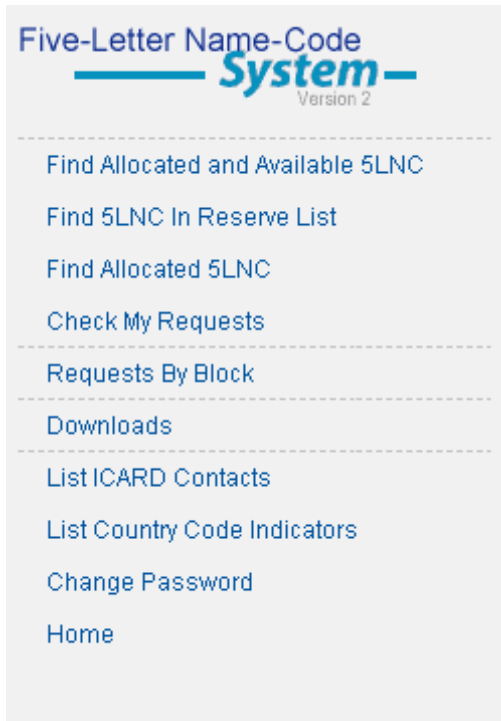 Five-Letter Name-Code
System
Version 2
Find Allocated and Available 5LNC
Find 5LNC In Reserve List
Find Allocated 5LNC
Check My Requests
Requests By Block
Downloads
List ICARD Contacts
List Country Code Indicators
Change Password
Home